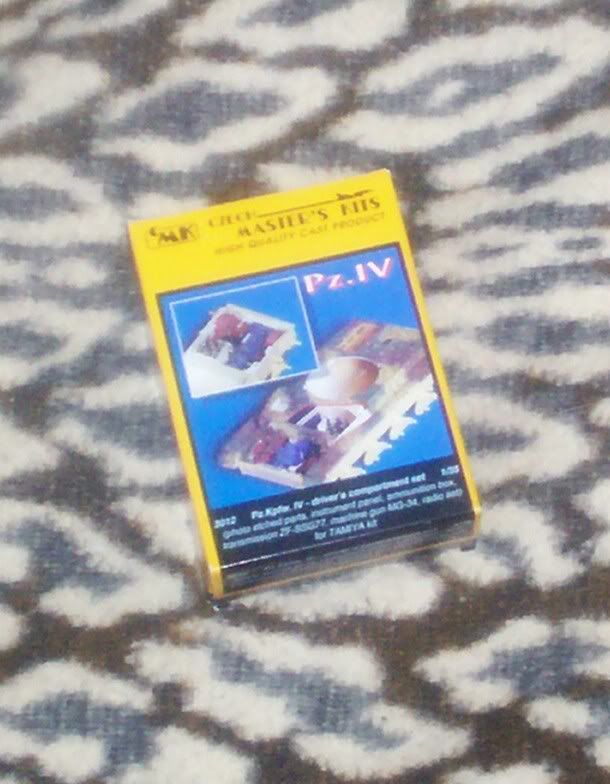 CMK
CZECH
MASTER'S KITS
HIGH QUALITY CAST PRODUCT
Pz.IV
3012 Pz.Kpfw. IV - driver's compartment set 1/35
(photo etched parts, instrument panel, ammunition box,
transmission ZF-SSG77, machine gun MG-34, radio set)
for TAMIYA kit